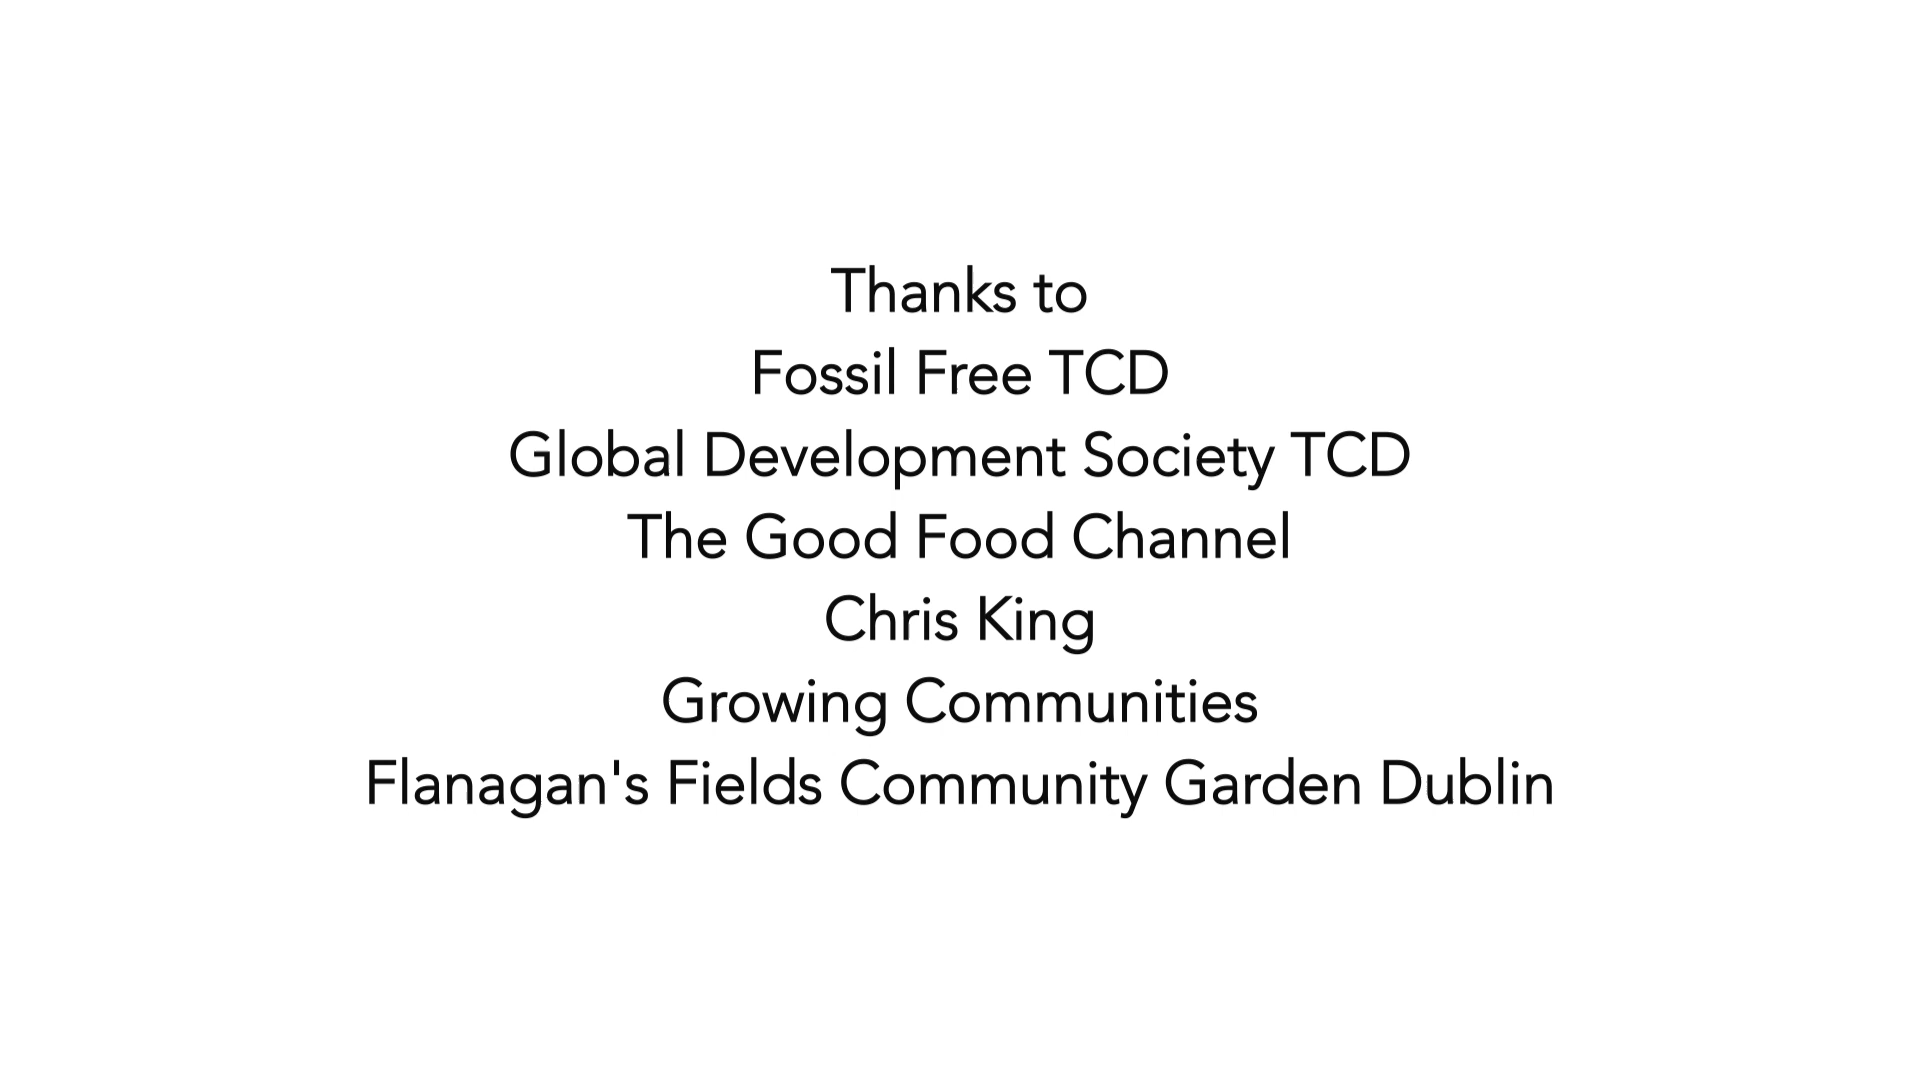 Thanks to
Fossil Free TCD
Global Development Society TCD
The Good Food Channel
Chris King
Growing Communities
Flanagan's Fields Community Garden Dublin